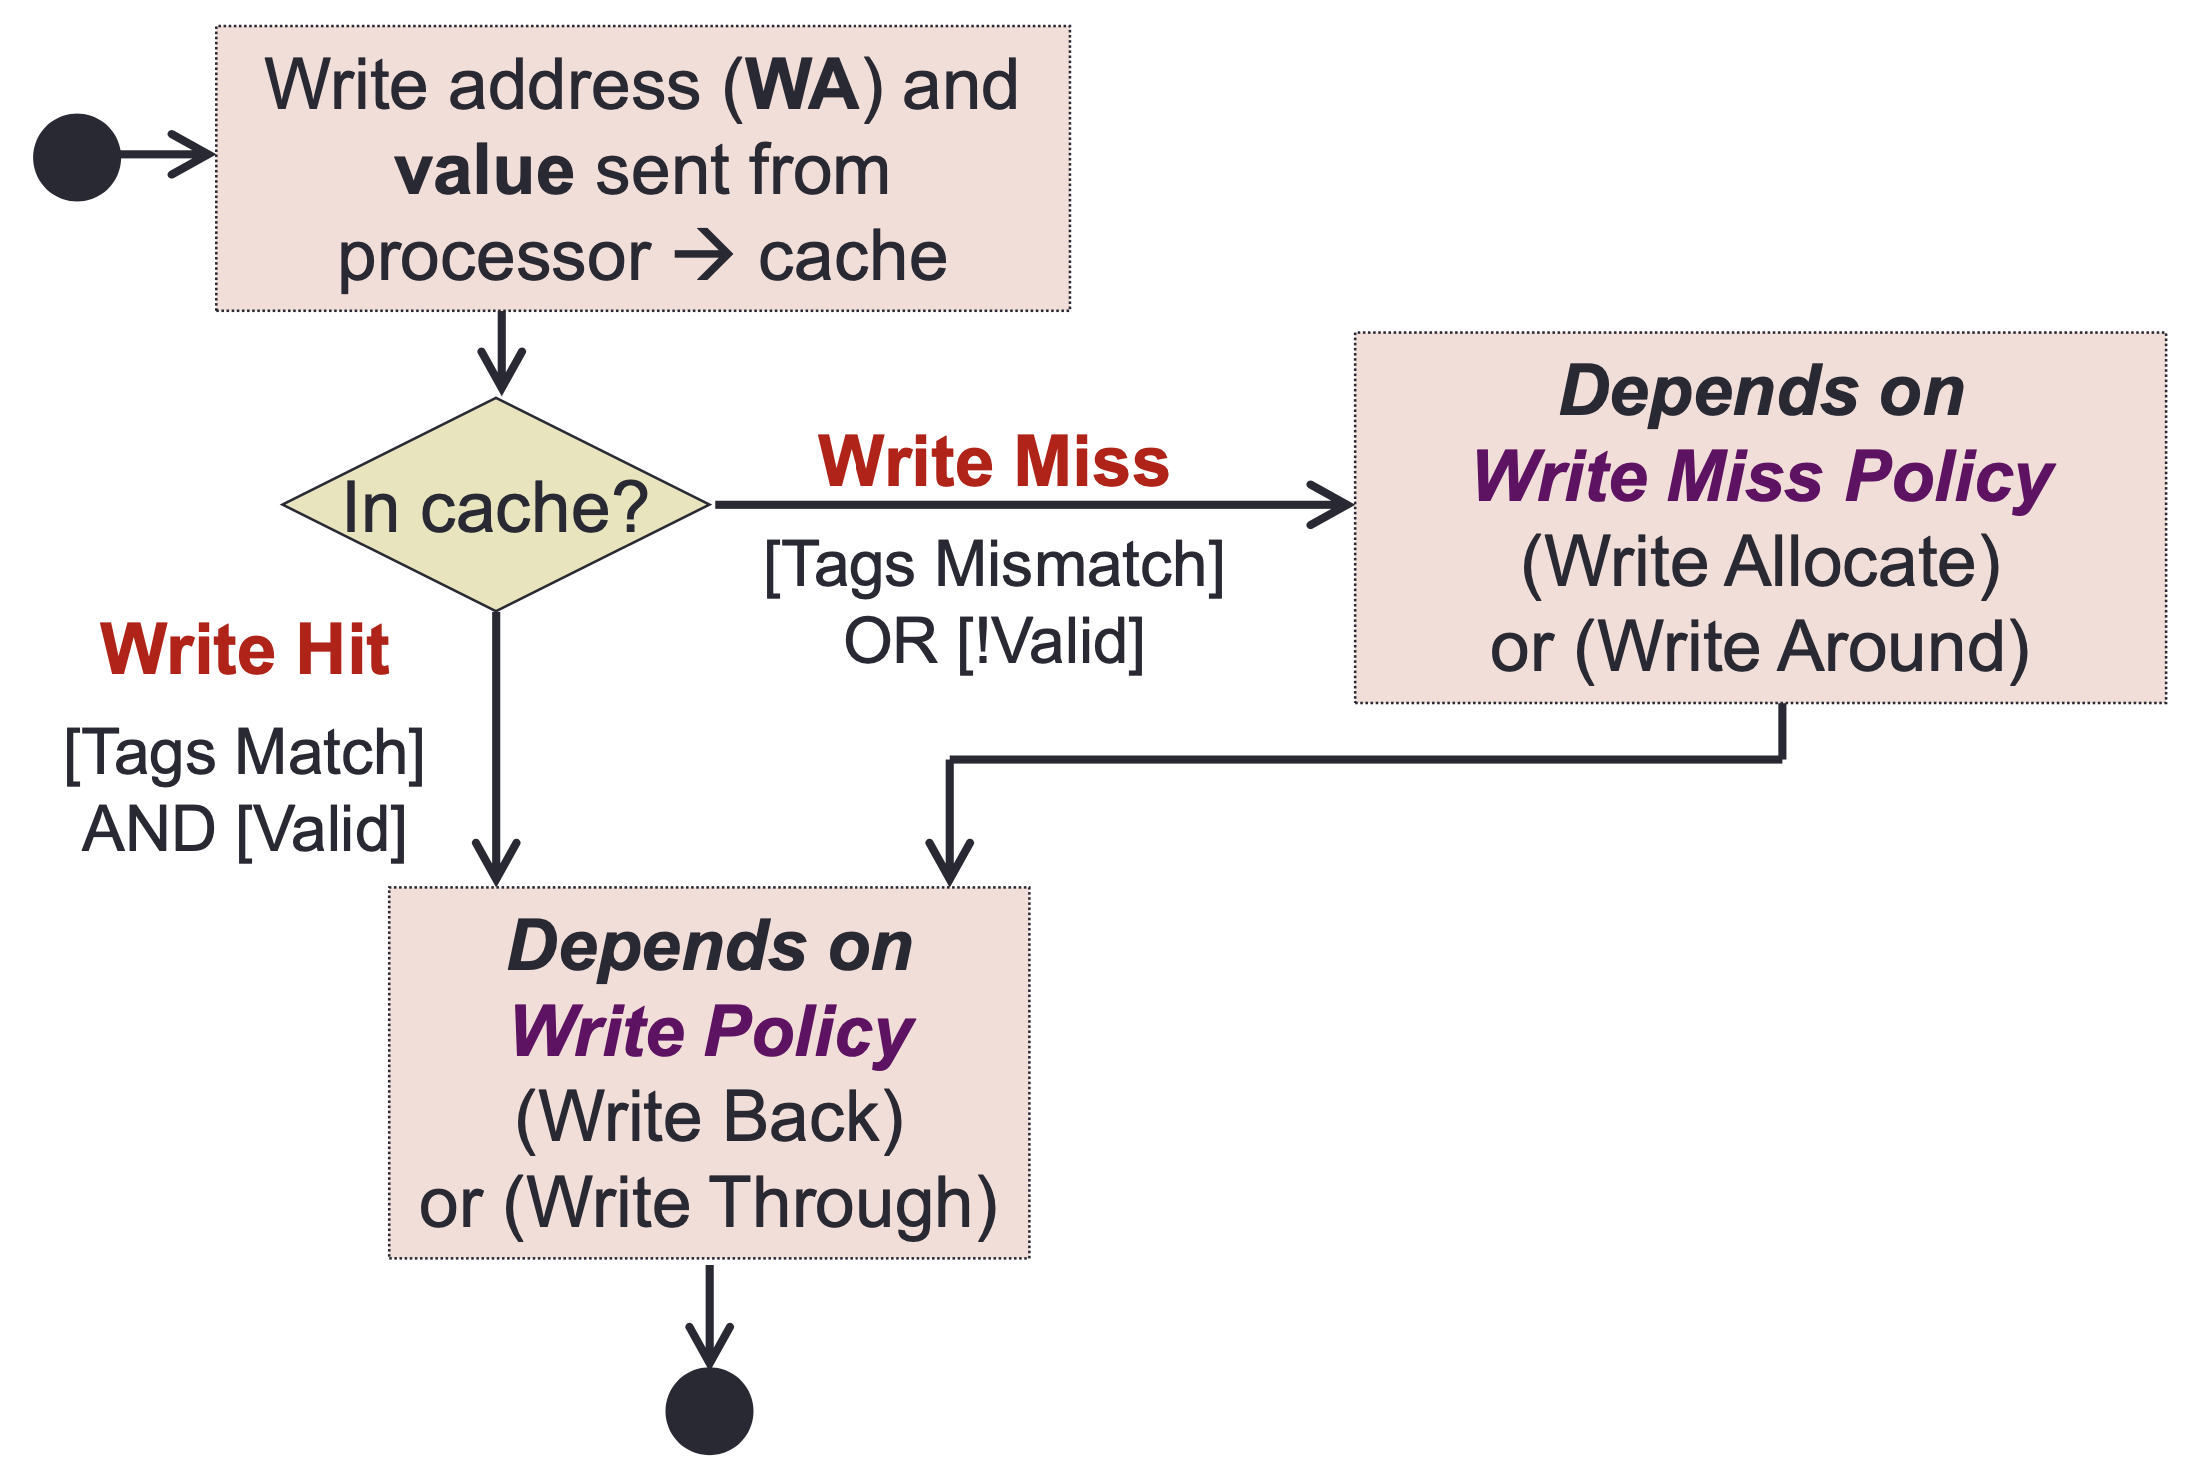 Write address (WA) and
value sent from
processor → cache
In cache?
Write Miss
[Tags Mismatch]
OR [!Valid]
Depends on
Write Miss Policy
(Write Allocate)
or (Write Around)
Write Hit
[Tags Match]
AND [Valid]
Depends on
Write Policy
(Write Back)
or (Write Through)